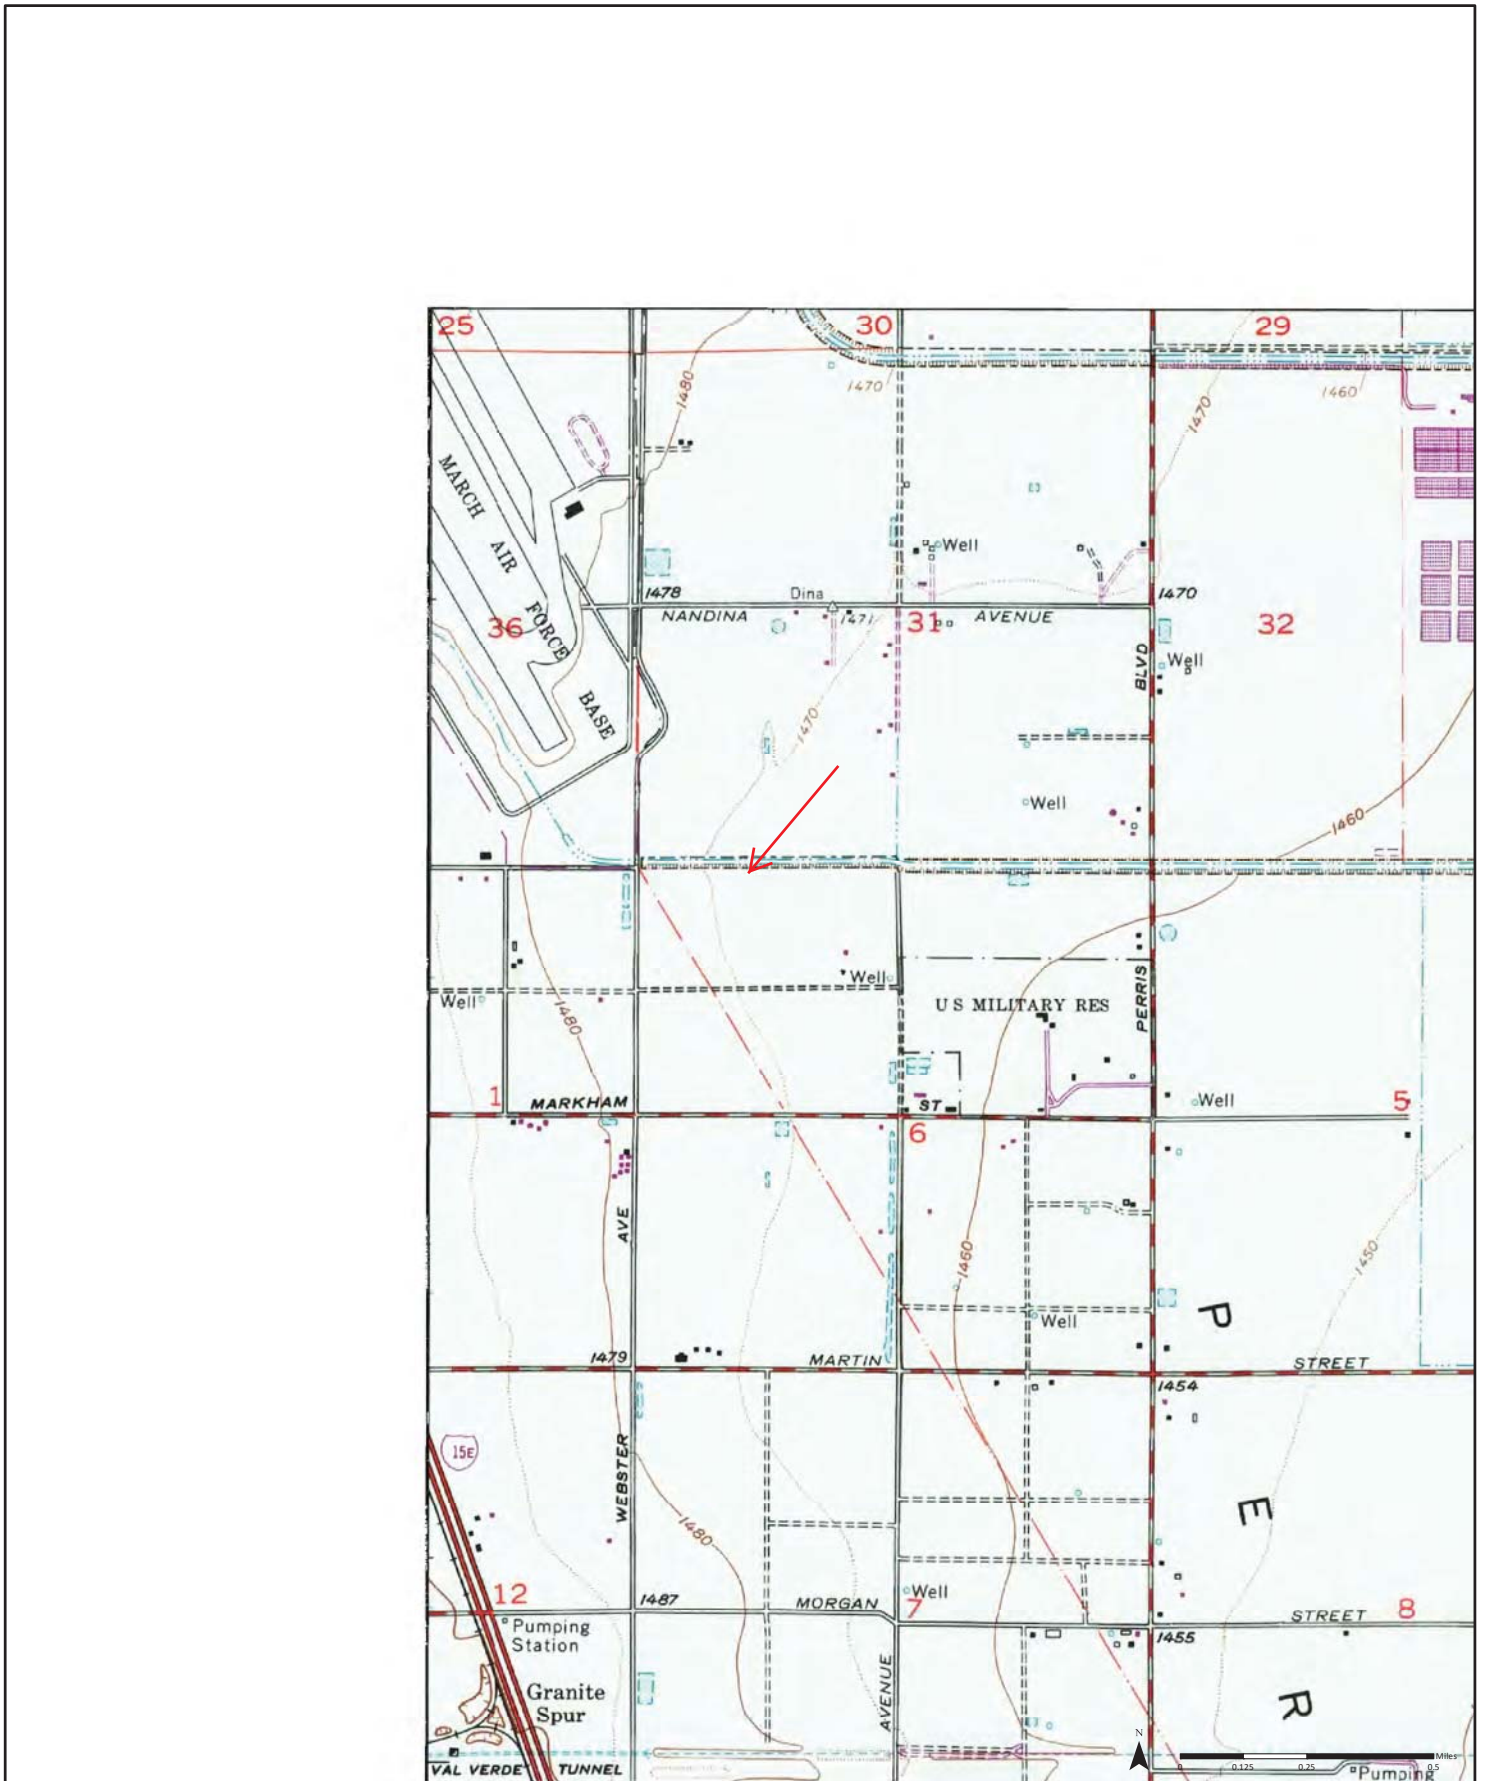 25
30
29
1480
1470
1470
1460
MARCH
AIR
FORCE
BASE
Well
Dina
1478
1470
NANDINA
1471
AVENUE
36
31
32
BLVD
Well
1470
Well
1460
Well
Well
1480
U S MILITARY RES
PERRIS
1
MARKHAM
ST
Well
5
6
AVE
1460
1450
Well
P
1479
MARTIN
STREET
1454
15E
WEBSTER
1480
E
12
1487
MORGAN
Well
7
STREET
8
Pumping
Station
1455
Granite
Spur
AVENUE
R
N
0
0.125
0.25
0.5
Miles
VAL VERDE
TUNNEL
Pumping